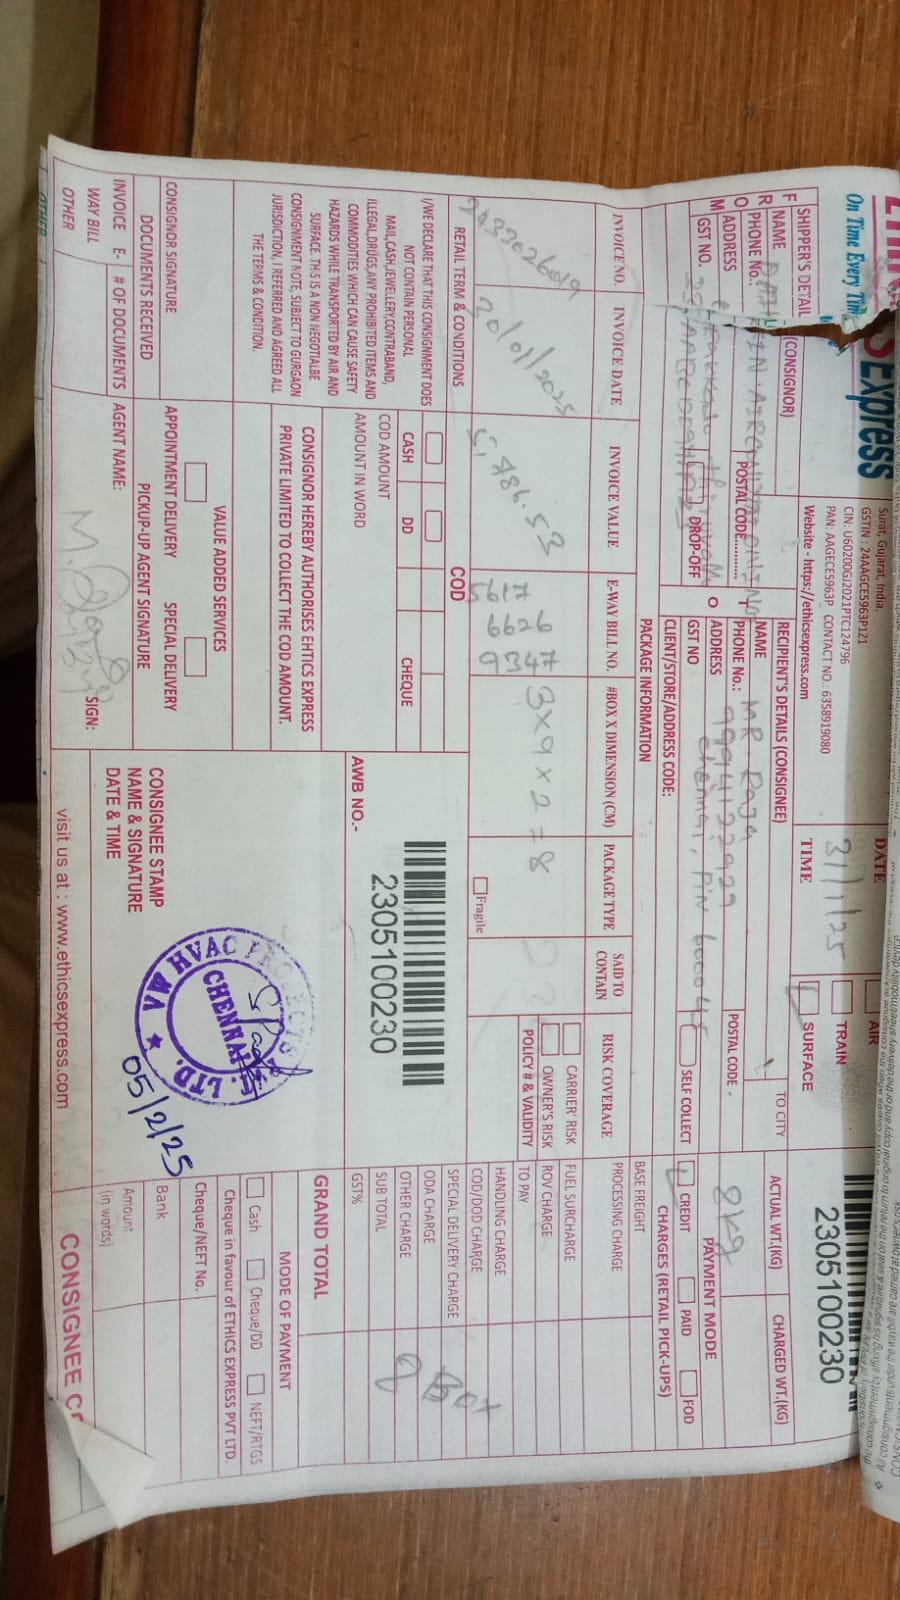 Express
On Time Every Time
Surat, Gujarat, India.
GSTIN : 24AAGCE5963P1Z1
CIN: U60200GJ2021PTC124796
PAN: AAGECE5963P CONTACT NO.: 6358919080
Website - https://ethicsexpress.com
DATE
31/1/25
TIME
AIR
TRAIN
SURFACE
2305100230
SHIPPER'S DETAIL (CONSIGNOR)
FROM
NAME
PHONE No.:
POSTAL CODE
ADDRESS
GST NO.
DROP-OFF
TO
RECIPIENT'S DETAILS (CONSIGNEE)
NAME MR Raja
PHONE No.: 9994122929
POSTAL CODE
ADDRESS Chennai, Pin 600045
GST NO
SELF COLLECT
CLIENT/STORE/ADDRESS CODE:
TO CITY
ACTUAL WT.(KG)
CHARGED WT.(KG)
8Kg
PAYMENT MODE
CREDIT PAID FOD
CHARGES (RETAIL PICK-UPS)
PACKAGE INFORMATION
INVOICE NO.
INVOICE DATE
INVOICE VALUE
E-WAY BILL NO.
#BOX X DIMENSION (CM)
PACKAGE TYPE
SAID TO CONTAIN
RISK COVERAGE
30/01/2025
51,486.53
3x9x2=8
Fragile
CARRIER' RISK
OWNER'S RISK
POLICY # & VALIDITY
BASE FREIGHT
PROCESSING CHARGE
FUEL SURCHARGE
ROV CHARGE
TO PAY
HANDLING CHARGE
COD/DOD CHARGE
SPECIAL DELIVERY CHARGE
ODA CHARGE
OTHER CHARGE
SUB TOTAL
GST%
GRAND TOTAL
8 Box
RETAIL TERM & CONDITIONS
I/WE DECLARE THAT THIS CONSIGNMENT DOES
NOT CONTAIN PERSONAL
MAIL,CASH,JEWELLERY,CONTRABAND,
ILLEGAL,DRUGS,ANY PROHIBITED ITEMS AND
COMMODITIES WHICH CAN CAUSE SAFETY
HAZARDS WHILE TRANSPORTED BY AIR AND
SURFACE. THIS IS A NON NEGOTIALBE
CONSIGNMENT NOTE, SUBJECT TO GURGAON
JURISDICTION, I REFERRED AND AGREED ALL
THE TERMS & CONDITION.
COD
CASH
DD
CHEQUE
COD AMOUNT
AMOUNT IN WORD
CONSIGNOR HEREBY AUTHORISES EHTICS EXPRESS
PRIVATE LIMITED TO COLLECT THE COD AMOUNT.
AWB NO.-
2305100230
VALUE ADDED SERVICES
APPOINTMENT DELIVERY
SPECIAL DELIVERY
CONSIGNOR SIGNATURE
DOCUMENTS RECEIVED
PICKUP-UP AGENT SIGNATURE
INVOICE E-WAY BILL
# OF DOCUMENTS
OTHER
AGENT NAME:
SIGN:
CONSIGNEE STAMP
NAME & SIGNATURE
DATE & TIME
HVAC
CHENNAI
LTD.
05/2/25
MODE OF PAYMENT
Cash Cheque/DD NEFT/RTGS
Cheque in favour of ETHICS EXPRESS PVT LTD.
Cheque/NEFT No.
Bank
Amount
(in words)
visit us at : www.ethicsexpress.com
CONSIGNEE